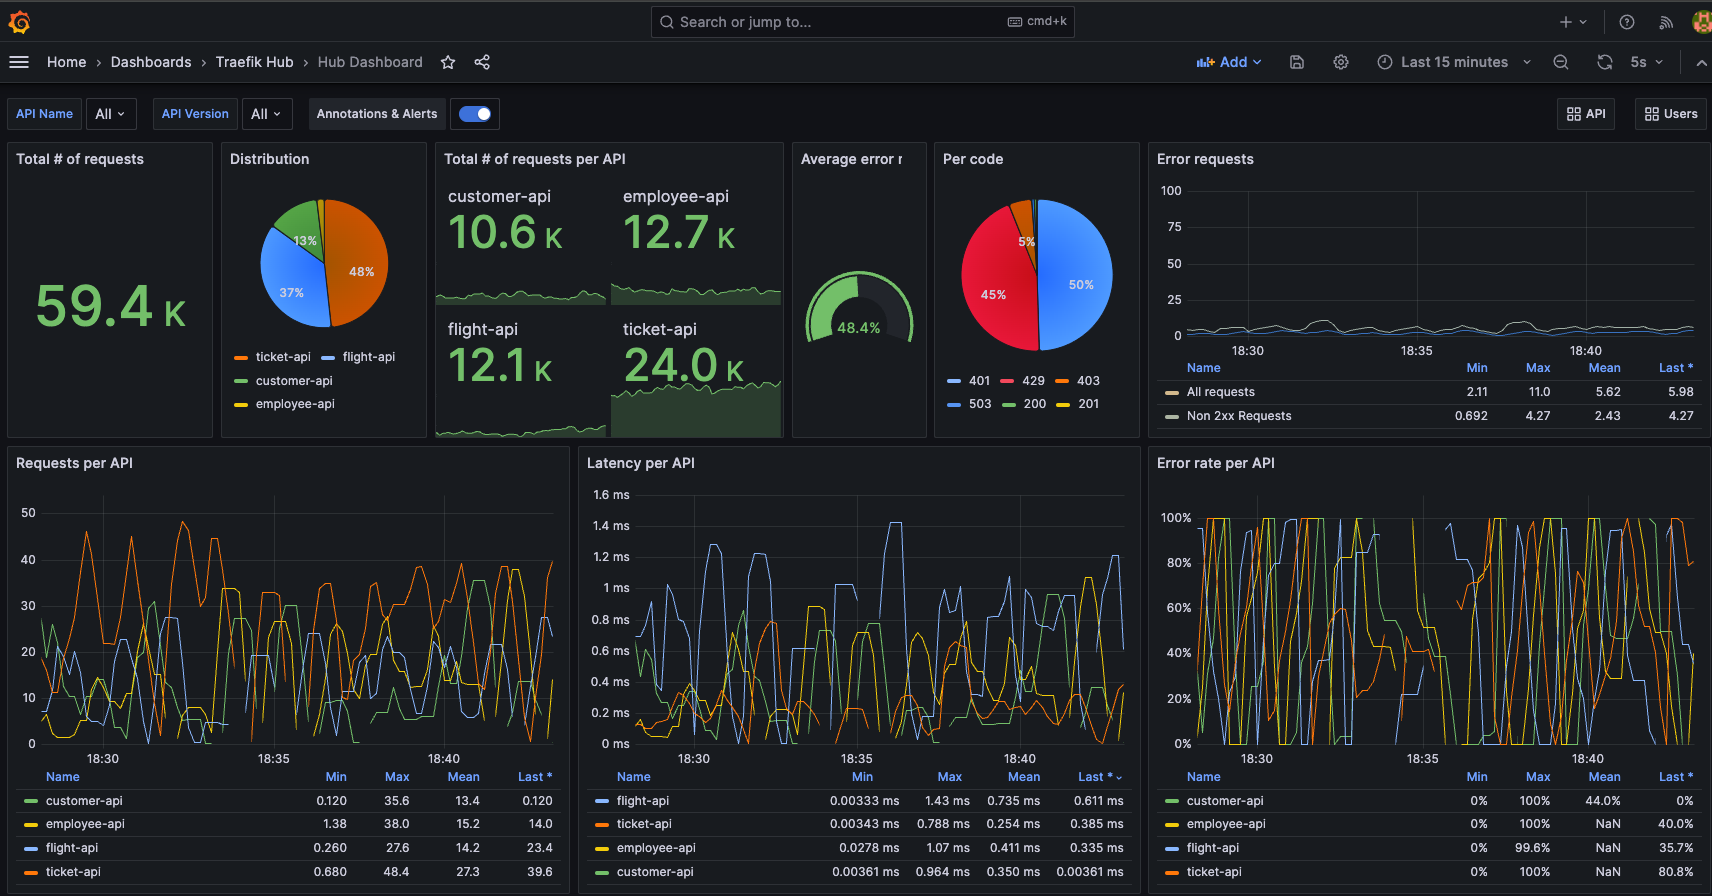 Search or jump to... cmd+k
Home › Dashboards › Traefik Hub › Hub Dashboard
Add
Last 15 minutes
5s
API Name All API Version All Annotations & Alerts
API Users
Total # of requests
59.4 K
Distribution
13%
48%
37%
ticket-api flight-api
customer-api
employee-api
Total # of requests per API
customer-api
10.6 K
employee-api
12.7 K
flight-api
12.1 K
ticket-api
24.0 K
Average error r
48.4%
Per code
5%
50%
45%
401 429 403
503 200 201
Error requests
100
75
50
25
0
18:30 18:35 18:40
Name Min Max Mean Last *
All requests 2.11 11.0 5.62 5.98
Non 2xx Requests 0.692 4.27 2.43 4.27
Requests per API
50
40
30
20
10
0
18:30 18:35 18:40
Name Min Max Mean Last *
customer-api 0.120 35.6 13.4 0.120
employee-api 1.38 38.0 15.2 14.0
flight-api 0.260 27.6 14.2 23.4
ticket-api 0.680 48.4 27.3 39.6
Latency per API
1.6 ms
1.4 ms
1.2 ms
1 ms
0.8 ms
0.6 ms
0.4 ms
0.2 ms
0 ms
18:30 18:35 18:40
Name Min Max Mean Last *
flight-api 0.00333 ms 1.43 ms 0.735 ms 0.611 ms
ticket-api 0.00343 ms 0.788 ms 0.254 ms 0.385 ms
employee-api 0.0278 ms 1.07 ms 0.411 ms 0.335 ms
customer-api 0.00361 ms 0.964 ms 0.350 ms 0.00361 ms
Error rate per API
100%
80%
60%
40%
20%
0%
18:30 18:35 18:40
Name Min Max Mean Last *
customer-api 0% 100% 44.0% 0%
employee-api 0% 100% NaN 40.0%
flight-api 0% 99.6% NaN 35.7%
ticket-api 0% 100% NaN 80.8%